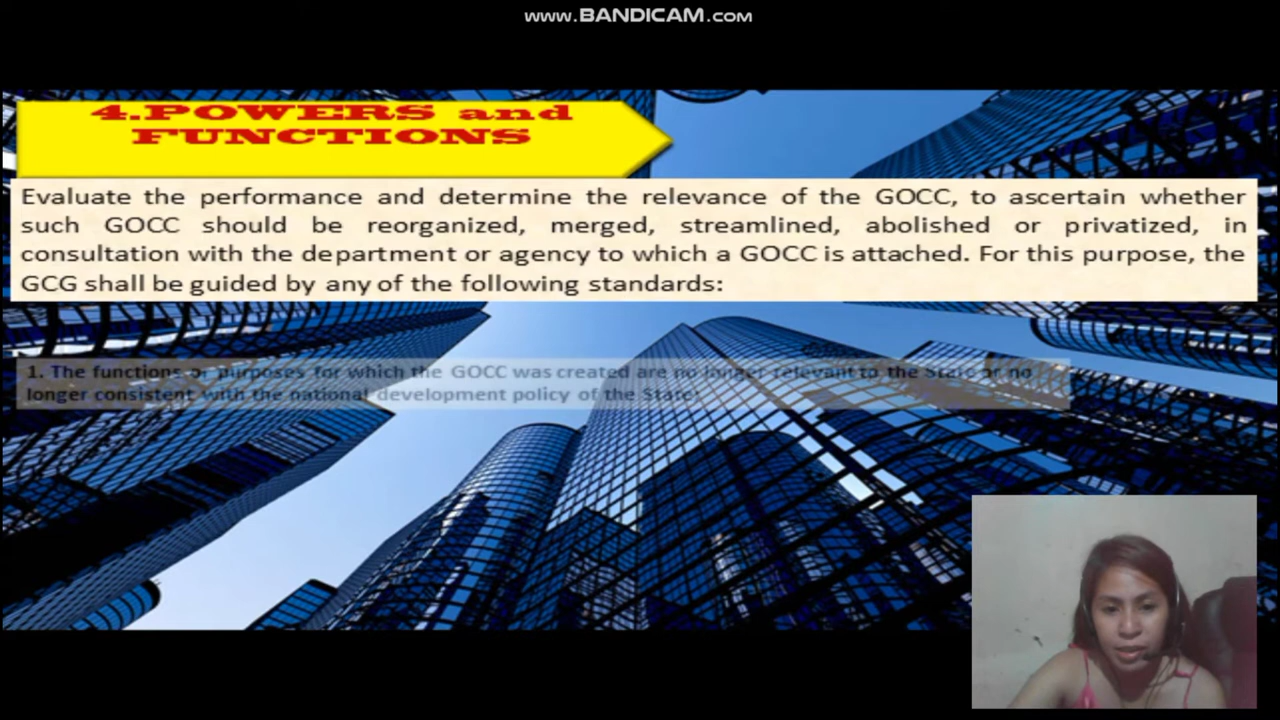 www.BANDICAM.com
4.POWERS and
FUNCTIONS
Evaluate the performance and determine the relevance of the GOCC, to ascertain whether
such GOCC should be reorganized, merged, streamlined, abolished or privatized, in
consultation with the department or agency to which a GOCC is attached. For this purpose, the
GCG shall be guided by any of the following standards:
1. The functions or purposes for which the GOCC was created are no longer relevant to the State or no
longer consistent with the national development policy of the State;